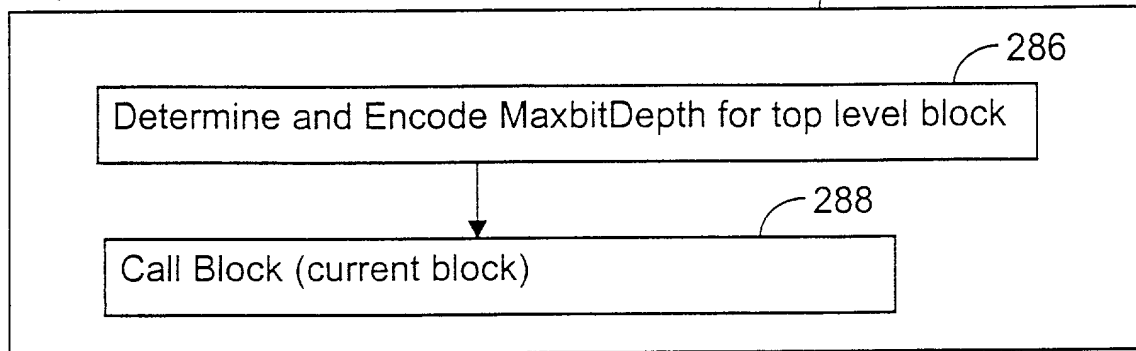 286
Determine and Encode MaxbitDepth for top level block
288
Call Block (current block)